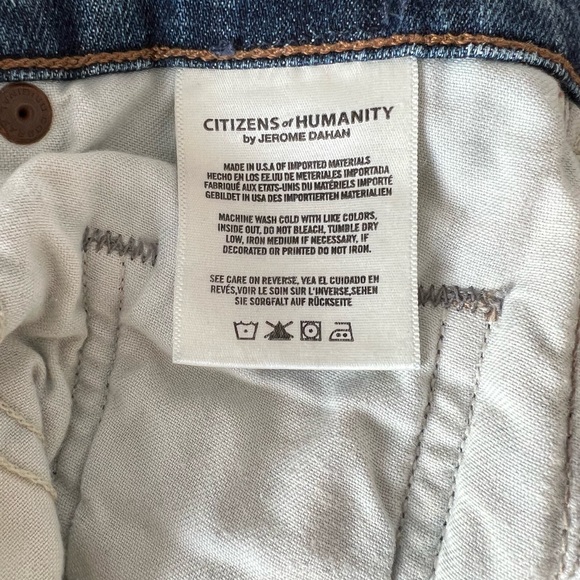 CITIZENS of HUMANITY
by JEROME DAHAN
MADE IN U.S.A OF IMPORTED MATERIALS
HECHO EN LOS EE.UU DE METERIALES IMPORTADA
FABRIQUÉ AUX ETATS-UNIS DU MATÉRIELS IMPORTÉ
GEBILDET IN USA DES IMPORTIERTEN MATERIALIEN
MACHINE WASH COLD WITH LIKE COLORS,
INSIDE OUT, DO NOT BLEACH, TUMBLE DRY
LOW, IRON MEDIUM IF NECESSARY, IF
DECORATED OR PRINTED DO NOT IRON.
SEE CARE ON REVERSE, VEA EL CUIDADO EN
REVÉS,VOIR LE SOIN SUR L'INVERSE,SEHEN
SIE SORGFALT AUF RÜCKSEITE